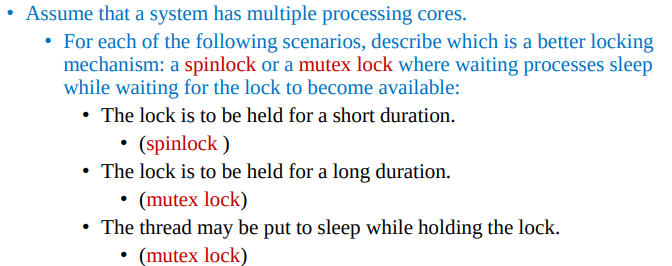 • Assume that a system has multiple processing cores.
• For each of the following scenarios, describe which is a better locking
mechanism: a spinlock or a mutex lock where waiting processes sleep
while waiting for the lock to become available:
• The lock is to be held for a short duration.
• (spinlock )
• The lock is to be held for a long duration.
• (mutex lock)
• The thread may be put to sleep while holding the lock.
• (mutex lock)